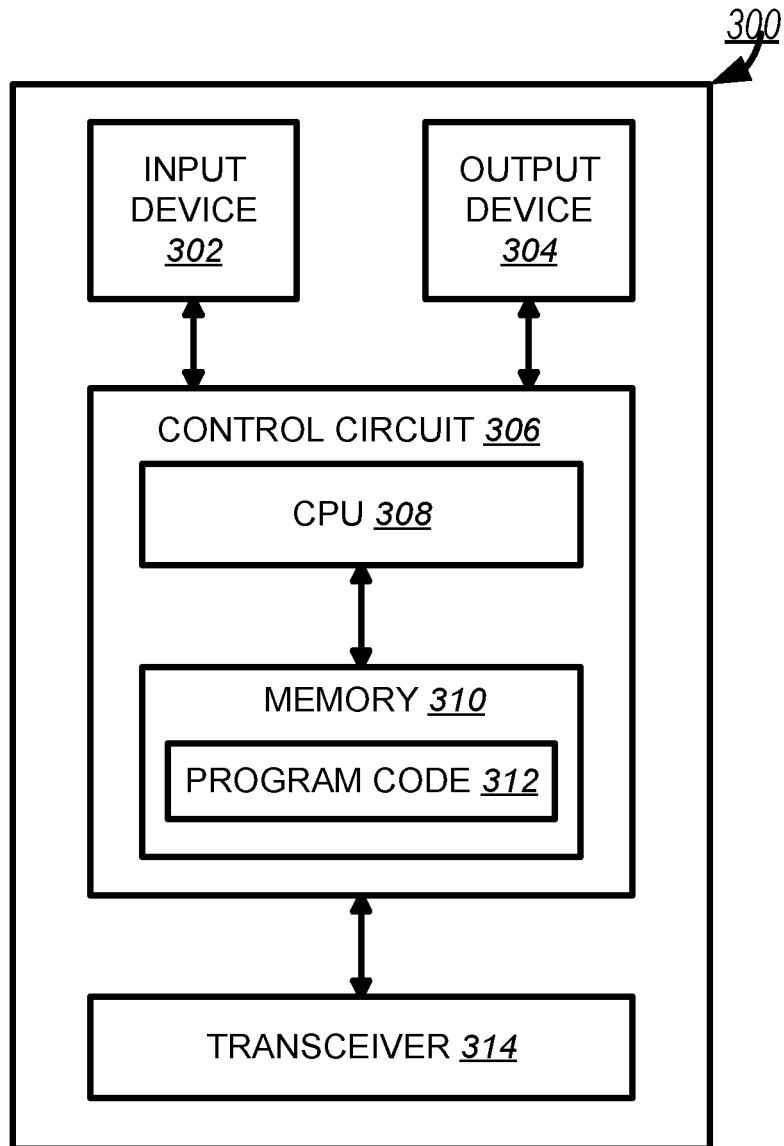 300
INPUT
DEVICE
302
OUTPUT
DEVICE
304
CONTROL CIRCUIT 306
CPU 308
MEMORY 310
PROGRAM CODE 312
TRANSCEIVER 314